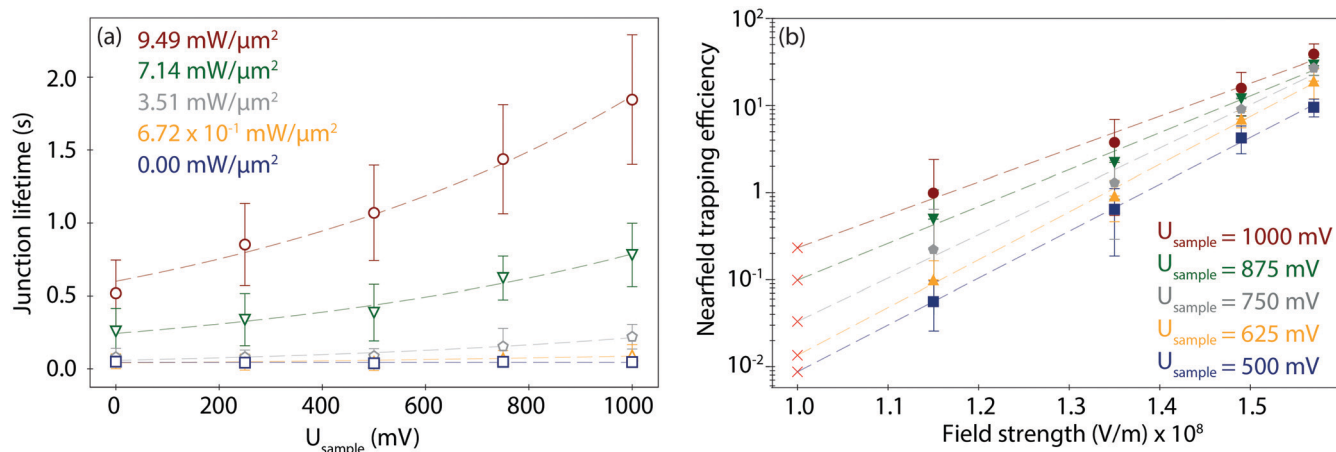 (a)
9.49 mW/μm²
7.14 mW/μm²
3.51 mW/μm²
6.72 x 10⁻¹ mW/μm²
0.00 mW/μm²
Junction lifetime (s)
2.0
1.5
1.0
0.5
0.0
0 200 400 600 800 1000
U_sample (mV)
(b)
Nearfield trapping efficiency
10²
10¹
1
10⁻¹
10⁻²
U_sample = 1000 mV
U_sample = 875 mV
U_sample = 750 mV
U_sample = 625 mV
U_sample = 500 mV
1.0 1.1 1.2 1.3 1.4 1.5
Field strength (V/m) x 10⁸